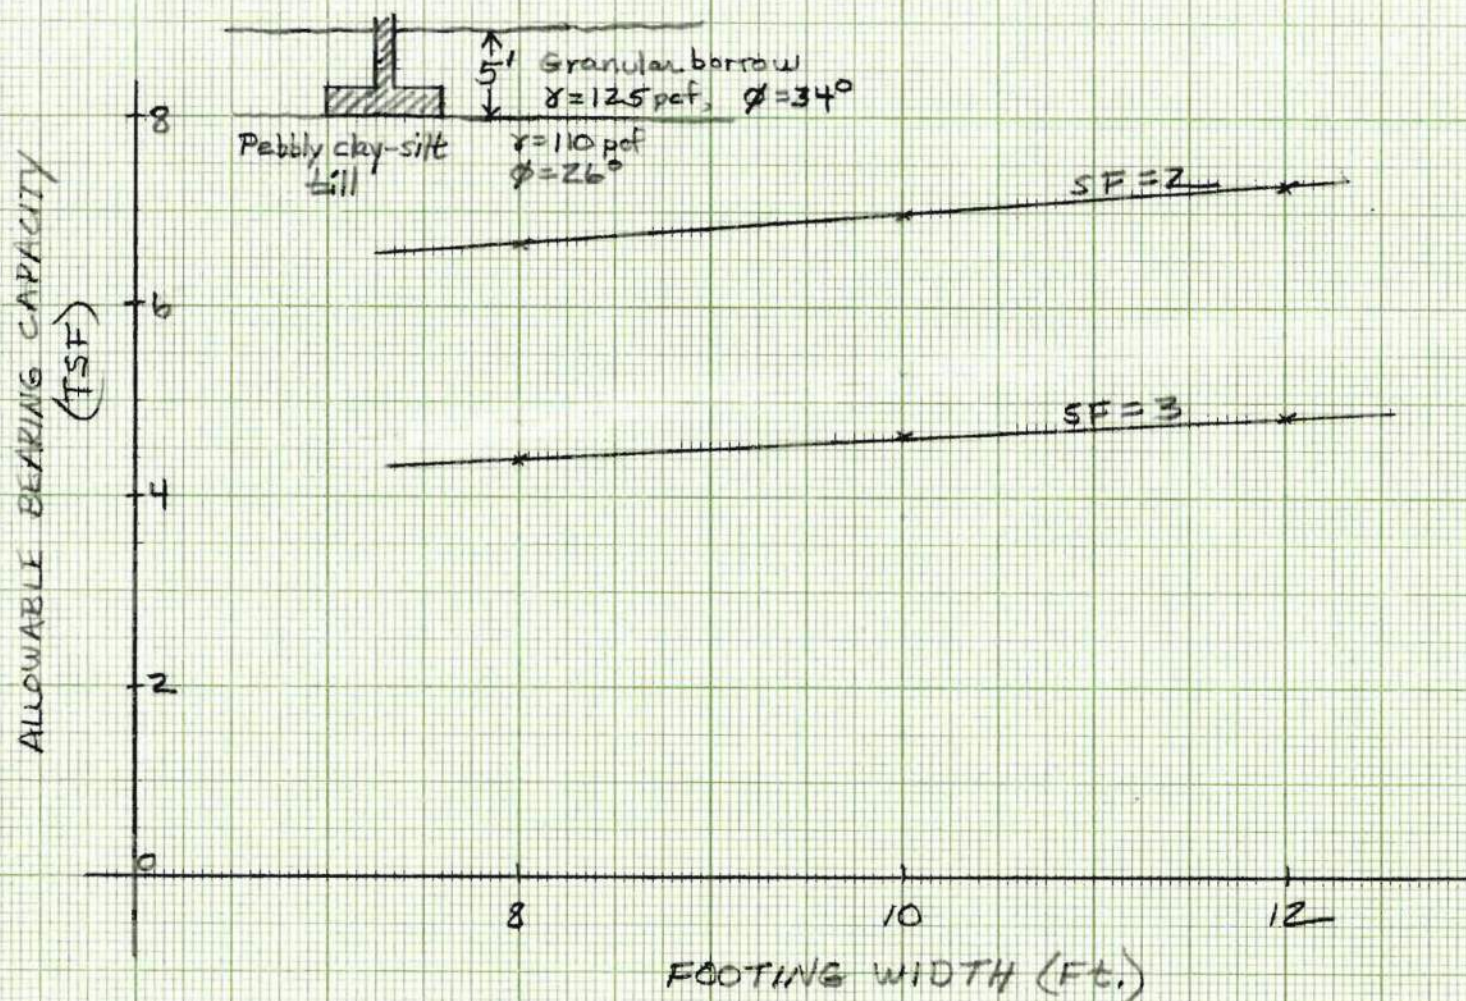 5' Granular borrow
γ=125 pcf, φ=34°
Pebbly clay-silt
till
γ=110 pcf
φ=26°
ALLOWABLE BEARING CAPACITY
(TSF)
8
6
4
2
0
SF=2
SF=3
8 10 12
FOOTING WIDTH (Ft.)